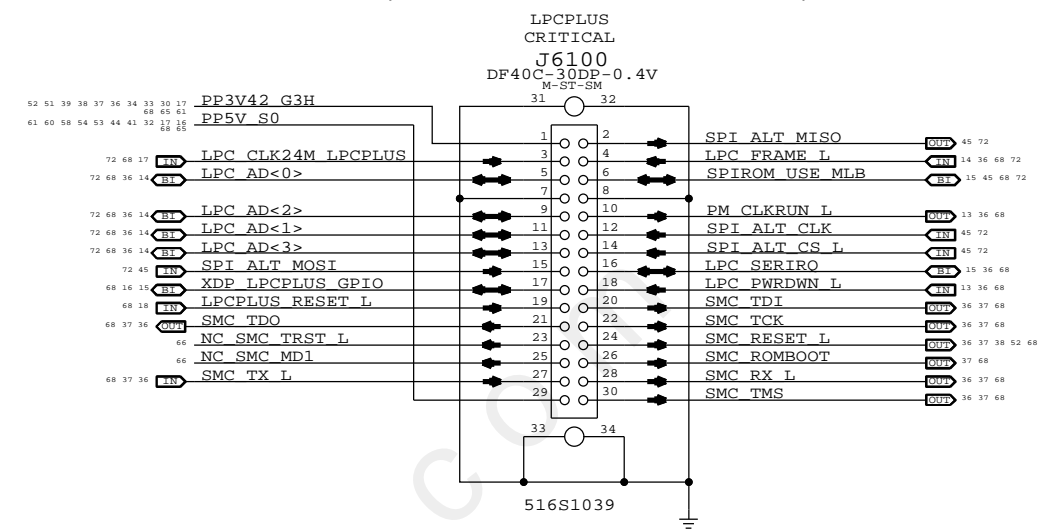 LPCPLUS
CRITICAL
J6100
DF40C-30DP-0.4V
M-ST-SM
31 32
52 51 39 38 37 36 34 33 30 17 PP3V42_G3H
68 65 61
61 60 58 54 53 44 41 32 17 16 PP5V_S0
68 65
1 2 SPI_ALT_MISO OUT 45 72
72 68 17 IN LPC_CLK24M_LPCPLUS 3 4 LPC_FRAME_L IN 14 36 68 72
72 68 36 14 BI LPC_AD<0> 5 6 SPIROM_USE_MLB BI 15 45 68 72
7 8
72 68 36 14 BI LPC_AD<2> 9 10 PM_CLKRUN_L OUT 13 36 68
72 68 36 14 BI LPC_AD<1> 11 12 SPI_ALT_CLK IN 45 72
72 68 36 14 BI LPC_AD<3> 13 14 SPI_ALT_CS_L IN 45 72
72 45 IN SPI_ALT_MOSI 15 16 LPC_SERIRQ BI 15 36 68
68 16 15 BI XDP_LPCPLUS_GPIO 17 18 LPC_PWRDWN_L IN 13 36 68
68 18 IN LPCPLUS_RESET_L 19 20 SMC_TDI OUT 36 37 68
68 37 36 OUT SMC_TDO 21 22 SMC_TCK OUT 36 37 68
66 NC_SMC_TRST_L 23 24 SMC_RESET_L OUT 36 37 38 52 68
66 NC_SMC_MD1 25 26 SMC_ROMBOOT OUT 37 68
68 37 36 IN SMC_TX_L 27 28 SMC_RX_L OUT 36 37 68
29 30 SMC_TMS OUT 36 37 68
33 34
516S1039